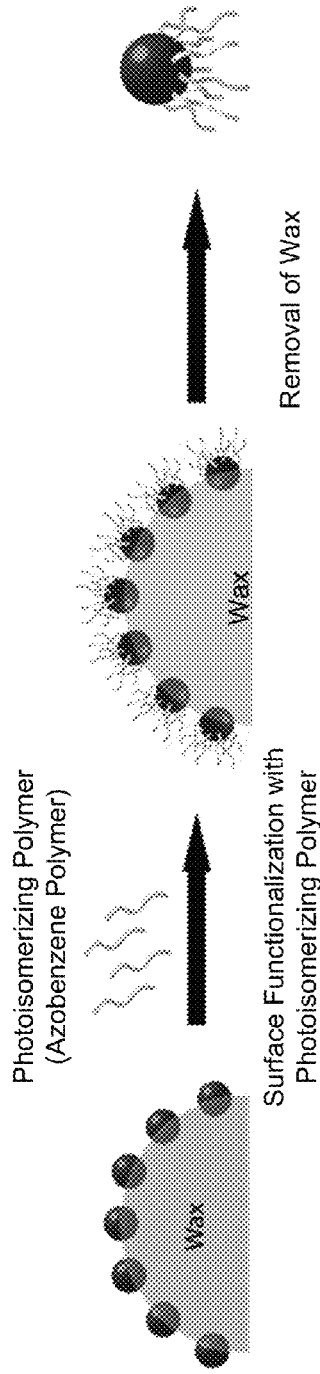 Wax
Photoisomerizing Polymer
(Azobenzene Polymer)
Surface Functionalization with
Photoisomerizing Polymer
Wax
Removal of Wax